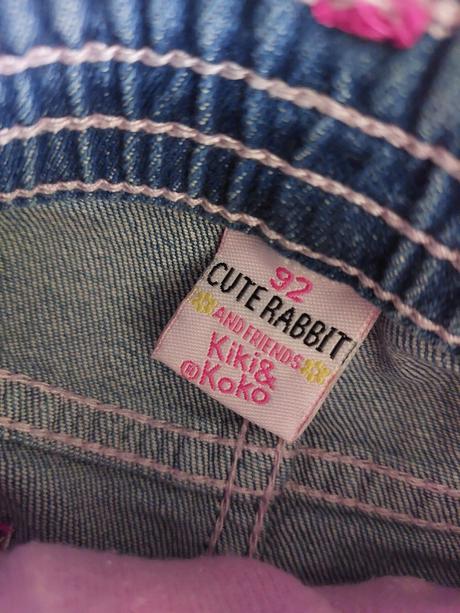 92
CUTE RABBIT
AND FRIENDS
Kiki&
®Koko